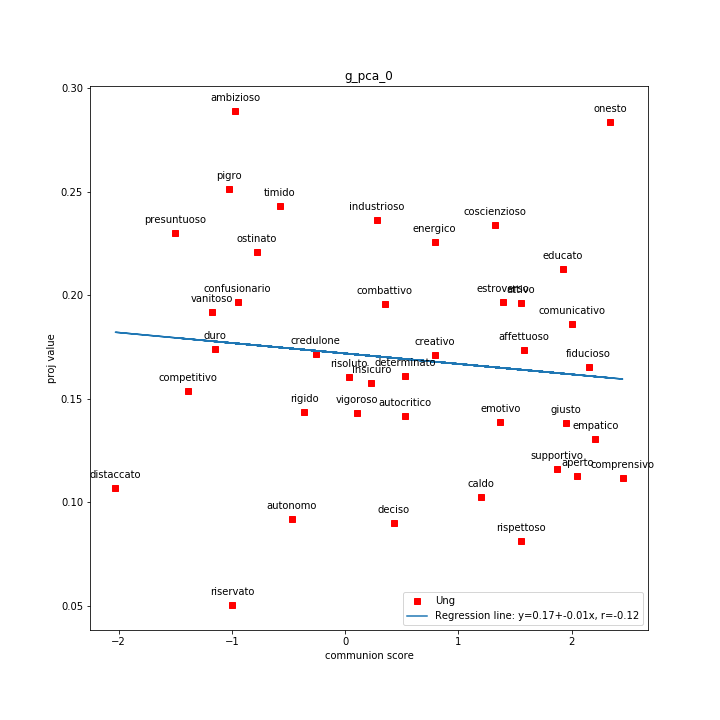 g_pca_0
0.30
0.25
0.20
0.15
0.10
0.05
proj value
ambizioso
onesto
pigro
timido
industrioso
coscienzioso
presuntuoso
energico
ostinato
educato
confusionario
vanitoso
combattivo
estroverso
attivo
comunicativo
duro
credulone
creativo
affettuoso
fiducioso
risoluto
insicuro
determinato
competitivo
rigido
vigoroso
autocritico
emotivo
giusto
empatico
distaccato
supportivo
aperto
comprensivo
caldo
autonomo
deciso
rispettoso
riservato
Ung
Regression line: y=0.17+-0.01x, r=-0.12
−2
−1
0
1
2
communion score